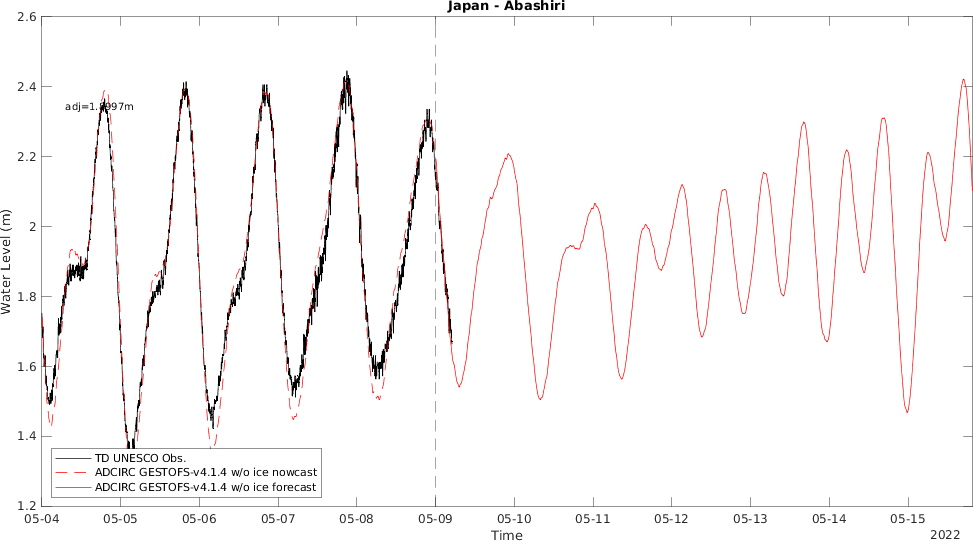 Japan - Abashiri
2.6
2.4
2.2
2
1.8
1.6
1.4
1.2
Water Level (m)
TD UNESCO Obs.
ADCIRC GESTOFS-v4.1.4 w/o ice nowcast
ADCIRC GESTOFS-v4.1.4 w/o ice forecast
05-04 05-05 05-06 05-07 05-08 05-09 05-10 05-11 05-12 05-13 05-14 05-15
Time
2022